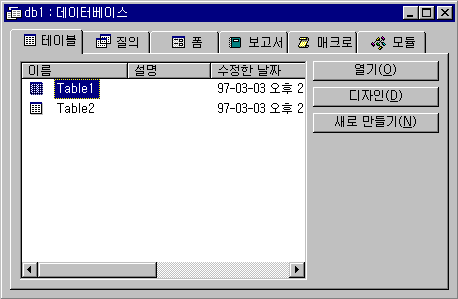 db1 : 데이터베이스
테이블 질의 폼 보고서 매크로 모듈
이름 설명 수정한 날짜
Table1 97-03-03 오후 2
Table2 97-03-03 오후 2
열기(O)
디자인(D)
새로 만들기(N)